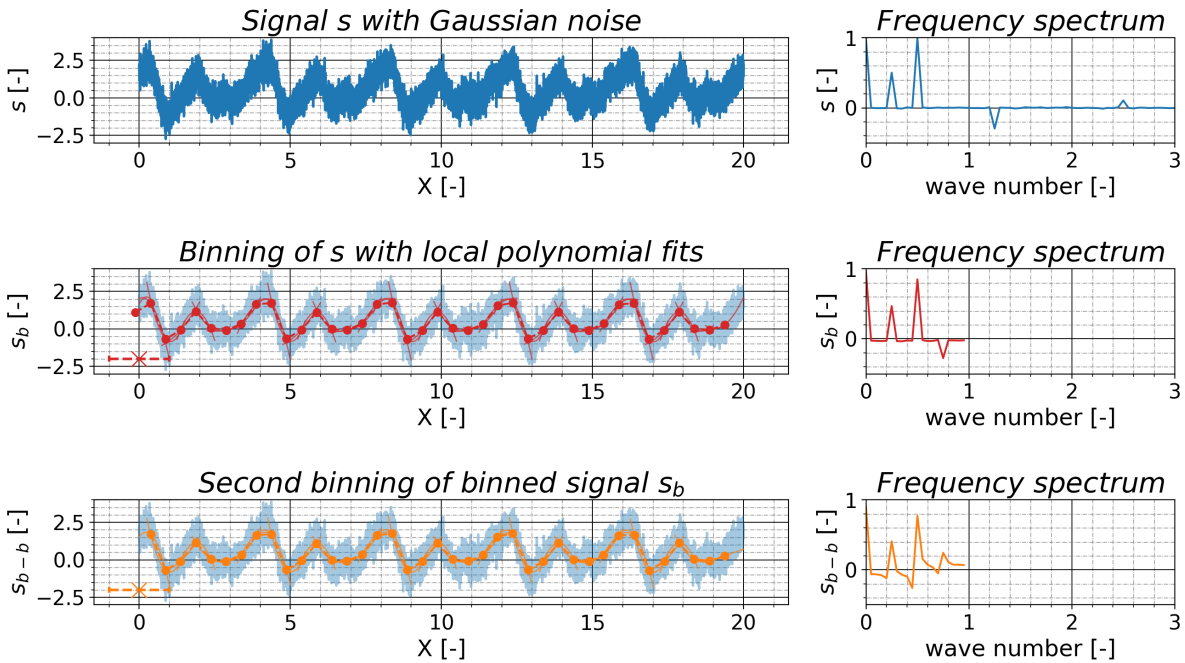 Signal s with Gaussian noise
Frequency spectrum
s [-]
2.5
0.0
−2.5
0 5 10 15 20
X [-]
s [-]
1
0
0 1 2 3
wave number [-]
Binning of s with local polynomial fits
Frequency spectrum
s_b [-]
2.5
0.0
−2.5
0 5 10 15 20
X [-]
s_b [-]
1
0
0 1 2 3
wave number [-]
Second binning of binned signal s_b
Frequency spectrum
s_{b−b} [-]
2.5
0.0
−2.5
0 5 10 15 20
X [-]
s_{b−b} [-]
1
0
0 1 2 3
wave number [-]